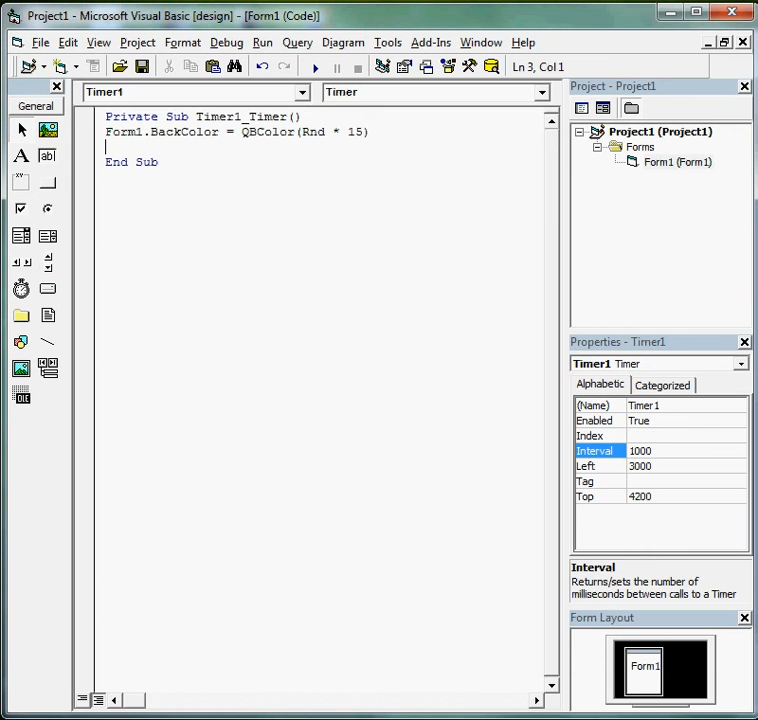 Project1 - Microsoft Visual Basic [design] - [Form1 (Code)]
File Edit View Project Format Debug Run Query Diagram Tools Add-Ins Window Help
Ln 3, Col 1
General
Timer1
Timer
Private Sub Timer1_Timer()
Form1.BackColor = QBColor(Rnd * 15)
End Sub
Project - Project1
Project1 (Project1)
Forms
Form1 (Form1)
Properties - Timer1
Timer1 Timer
Alphabetic Categorized
(Name) Timer1
Enabled True
Index
Interval 1000
Left 3000
Tag
Top 4200
Interval
Returns/sets the number of
milliseconds between calls to a Timer
Form Layout
Form1
A
ab
XY
OLE